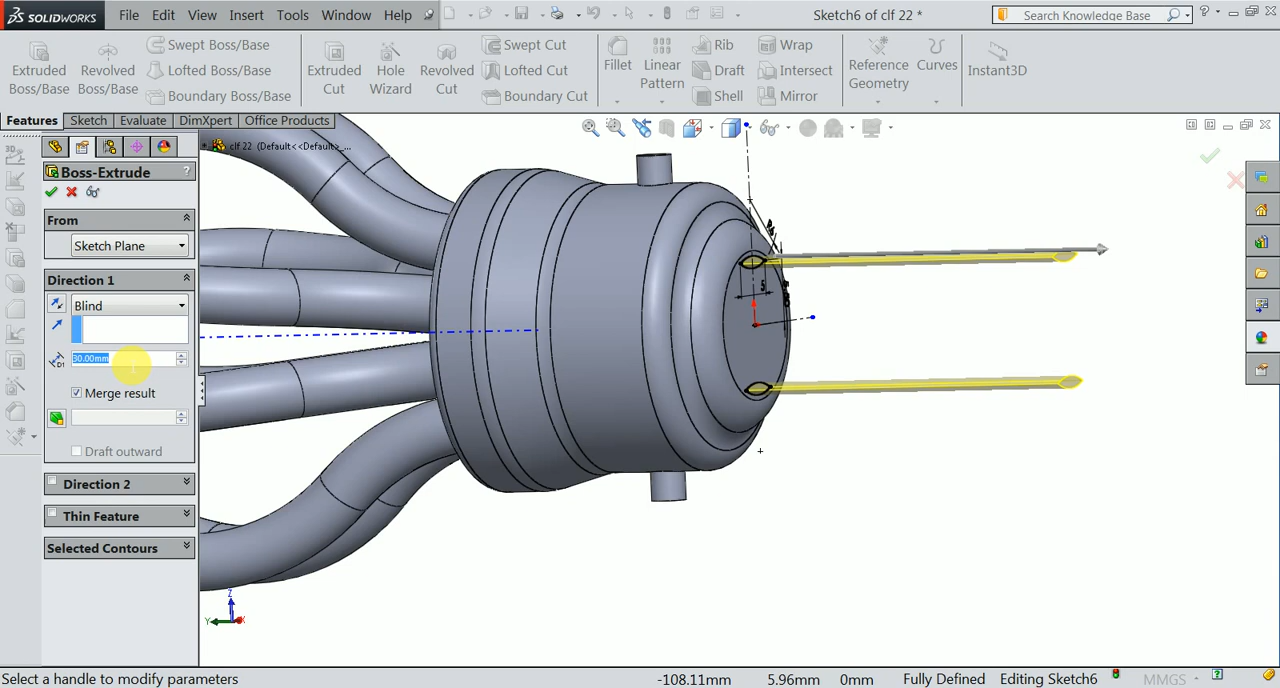 SOLIDWORKS File Edit View Insert Tools Window Help Sketch6 of clf 22 * Search Knowledge Base
Extruded Boss/Base
Revolved Boss/Base
Swept Boss/Base
Lofted Boss/Base
Boundary Boss/Base
Extruded Cut
Hole Wizard
Revolved Cut
Swept Cut
Lofted Cut
Boundary Cut
Fillet
Linear Pattern
Rib
Draft
Shell
Wrap
Intersect
Mirror
Reference Geometry
Curves
Instant3D
Features Sketch Evaluate DimXpert Office Products
clf 22 (Default<<Default>_...
Boss-Extrude ?
From
Sketch Plane
Direction 1
Blind
30.00mm
Merge result
Draft outward
Direction 2
Thin Feature
Selected Contours
5
Z
Y
X
Select a handle to modify parameters -108.11mm 5.96mm 0mm Fully Defined Editing Sketch6 MMGS